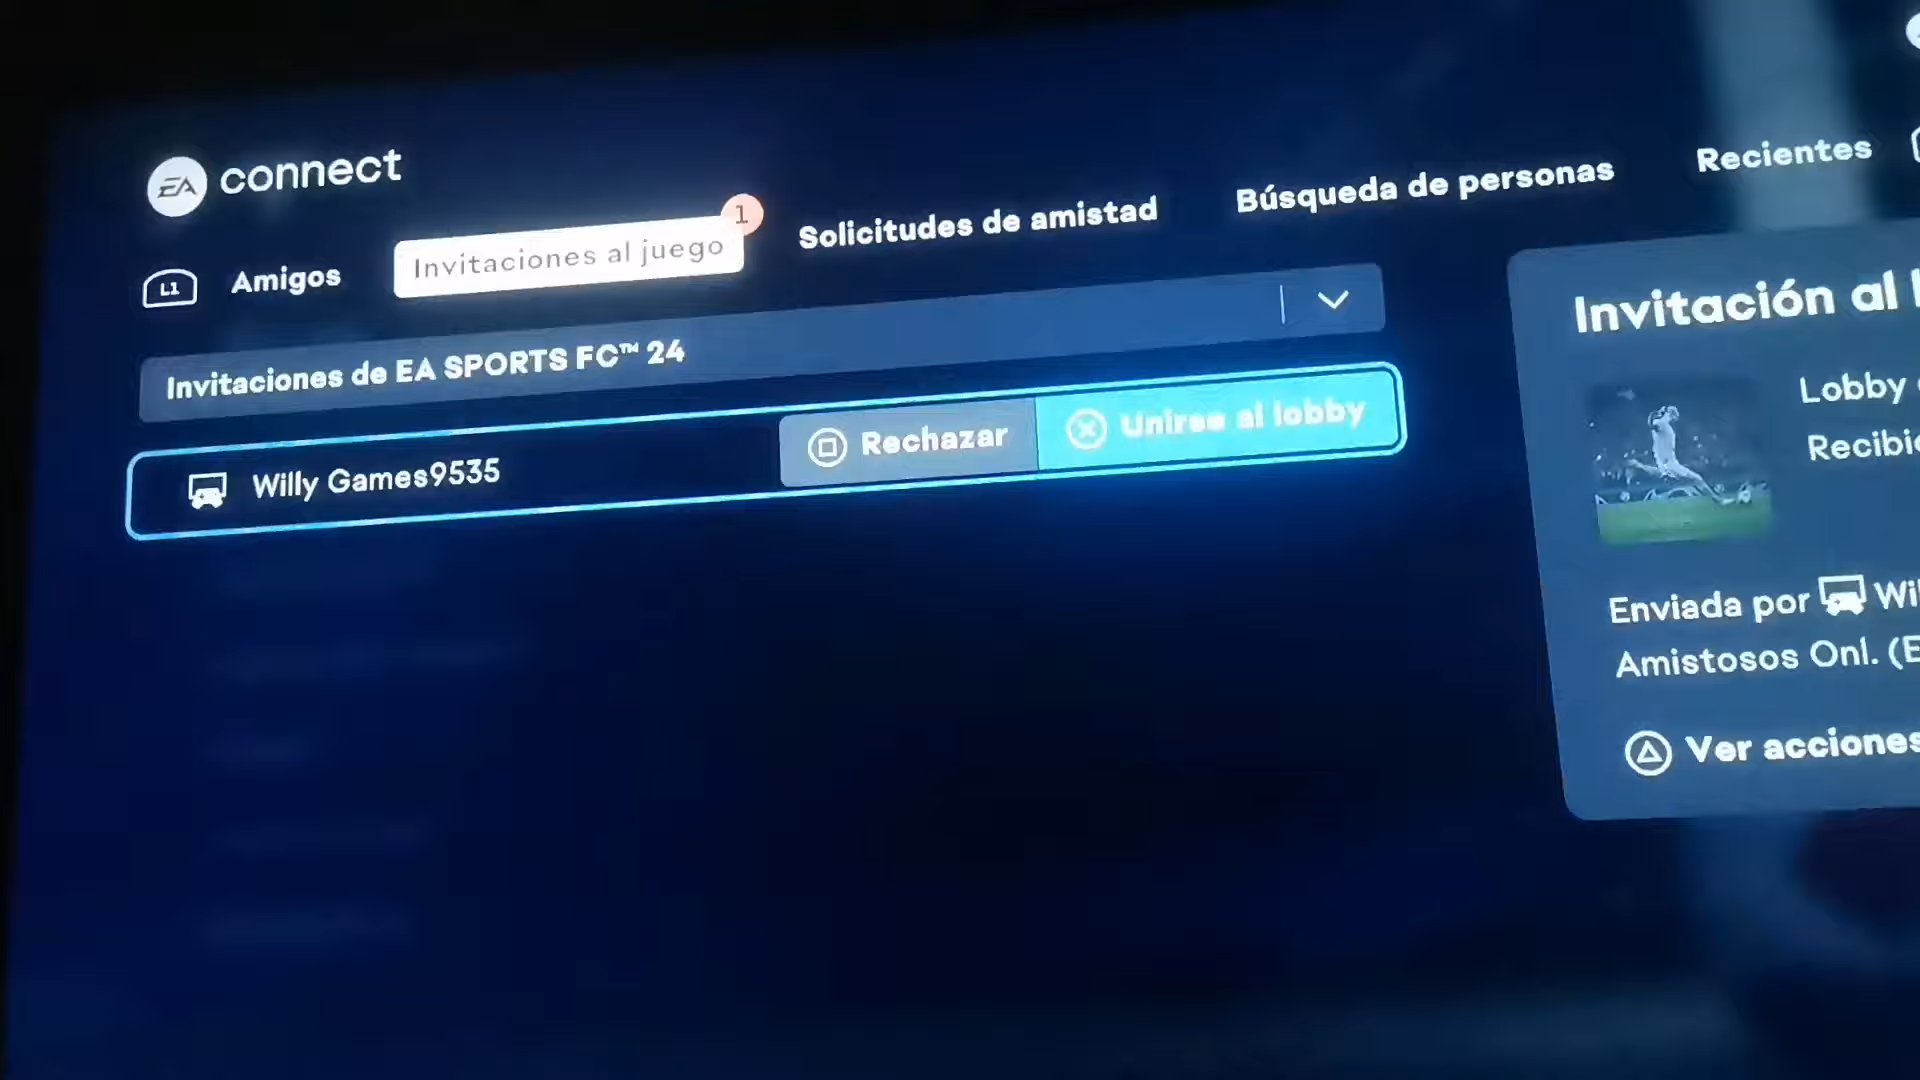 EA connect
L1 Amigos Invitaciones al juego 1 Solicitudes de amistad Búsqueda de personas Recientes
Invitaciones de EA SPORTS FC™ 24
Willy Games9535 Rechazar Unirse al lobby
Invitación al
Lobby
Enviada por
Amistosos Onl.
Ver acciones